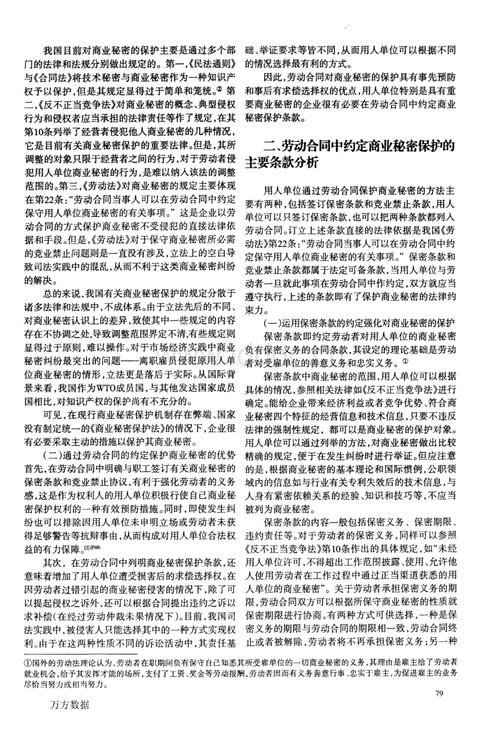 我国目前对商业秘密的保护主要是通过多个部
门的法律和法规分别做出规定的。第一,《民法通则》
与《合同法》将技术秘密与商业秘密作为一种知识产
权予以保护,但是其规定显得过于简单和笼统。② 第
二,《反不正当竞争法》对商业秘密的概念、典型侵权
行为和侵权者应当承担的法律责任等作了规定,在其
第10条列举了经营者侵犯他人商业秘密的几种情况,
它是目前有关商业秘密保护的重要法律。但是,其所
调整的对象只限于经营者之间的行为,对于劳动者侵
犯用人单位商业秘密的行为,是难以纳入该法的调整
范围的。第三,《劳动法》对商业秘密的规定主要体现
在第22条:“劳动合同当事人可以在劳动合同中约定
保守用人单位商业秘密的有关事项。”这是企业以劳
动合同的方式保护商业秘密不受侵犯的直接法律依
据和手段。但是,《劳动法》对于保守商业秘密所必需
的竞业禁止问题则是一直没有涉及,立法上的空白导
致司法实践中的混乱,从而不利于这类商业秘密纠纷
的解决。
总的来说,我国有关商业秘密保护的规定分散于
诸多法律和法规中,不成体系。由于立法先后的不同、
对商业秘密认识上的差异,致使其中一些规定的内容
存在不协调之处,导致调整范围界定不清,有些规定则
显得过于原则,难以操作。对于市场经济实践中商业
秘密纠纷最突出的问题——离职雇员侵犯原用人单
位商业秘密的情形,立法更是落后于实际。从国际背
景来看,我国作为WTO成员国,与其他发达国家成员
国相比,对知识产权的保护尚有不充分的。
可见,在现行商业秘密保护机制存在弊端、国家
没有制定统一的《商业秘密保护法》的情况下,企业很
有必要采取主动的措施以保护其商业秘密。
(二)通过劳动合同的约定保护商业秘密的优势
首先,在劳动合同中明确与职工签订有关商业秘密的
保密条款和竞业禁止协议,有利于强化劳动者的义务
感,这是作为权利人的用人单位积极行使自己商业秘
密保护权利的一种有效预防措施。同时,即使发生纠
纷也可以排除因用人单位未申明立场或劳动者未获
得足够警告等抗辩事由,从而构成对用人单位合法权
益的有力保障。
其次,在劳动合同中列明商业秘密保护条款,还
意味着增加了用人单位遭受损害后的求偿选择权。在
因劳动者过错引起的商业秘密侵害的情况下,除了可
以提起侵权之诉外,还可以根据合同提出违约之诉以
求补偿(在经过劳动仲裁未果情况下)。目前,我国司
法实践中,被侵害人只能选择其中的一种方式实现权
利。由于在这两种性质不同的诉讼活动中,其责任基
础、举证要求等皆不同,从而用人单位可以根据不同
的情况选择最有利的方式。
因此,劳动合同对商业秘密的保护具有事先预防
和事后有求偿选择权的优点,用人单位特别是具有重
要商业秘密的企业很有必要在劳动合同中约定商业
秘密保护条款。
二、劳动合同中约定商业秘密保护的
主要条款分析
用人单位通过劳动合同保护商业秘密的方法主
要有两种,包括签订保密条款和竞业禁止条款,用人
单位可以只签订保密条款,也可以把两种条款都列入
劳动合同。订立上述条款直接的法律依据是我国《劳
动法》第22条:“劳动合同当事人可以在劳动合同中约
定保守用人单位商业秘密的有关事项。”保密条款和
竞业禁止条款都属于法定可备条款,当用人单位与劳
动者一旦就此事项在劳动合同中作约定,双方就应当
遵守执行,上述的条款即有了保护商业秘密的法律约
束力。
(一)运用保密条款的约定强化对商业秘密的保护
保密条款即约定劳动者对用人单位的商业秘密
负有保密义务的合同条款,其设定的理论基础是劳动
者对受雇单位的善意义务和忠实义务。①
保密条款中商业秘密的范围,用人单位可以根据
具体的情况,参照相关法律如《反不正当竞争法》进行
确定。能给企业带来经济利益或者竞争优势、符合商
业秘密四个特征的经营信息和技术信息,只要不违反
法律的强制性规定,都可以是商业秘密的保护对象。
用人单位可以通过列举的方法,对商业秘密做出比较
精确的规定,便于在发生纠纷时进行举证。但应注意
的是,根据商业秘密的基本理论和国际惯例,公职领
域内的信息如与行业有关专利失效后的技术信息,与
人身有紧密依赖关系的经验、知识和技巧等,不应当
被列为商业秘密。
保密条款的内容一般包括保密义务、保密期限、
违约责任等。对于劳动者的保密义务,同样可以参照
《反不正当竞争法》第10条作出的具体规定,如“未经
用人单位许可,不得超出工作范围披露、使用、允许他
人使用劳动者在工作过程中通过正当渠道获悉的用
人单位的商业秘密”。关于劳动者承担保密义务的期
限,劳动合同双方可以根据所保守商业秘密的性质就
保密期限进行协商。有两种方式可供选择,一种是保
密义务的期限与劳动合同的期限相一致,劳动合同终
止或者被解除,劳动者将不再承担保密义务;另一种
①国外的劳动法理论认为,劳动者在职期间负有保守自己知悉其所受雇单位的一切商业秘密的义务,其理由是雇主给了劳动者
就业机会,给予其发挥才能的场所,支付了工资、奖金等劳动报酬,劳动者因而有义务善意行事、忠实于雇主,为促进雇主的业务
尽恰当努力或相当努力。
79
万方数据